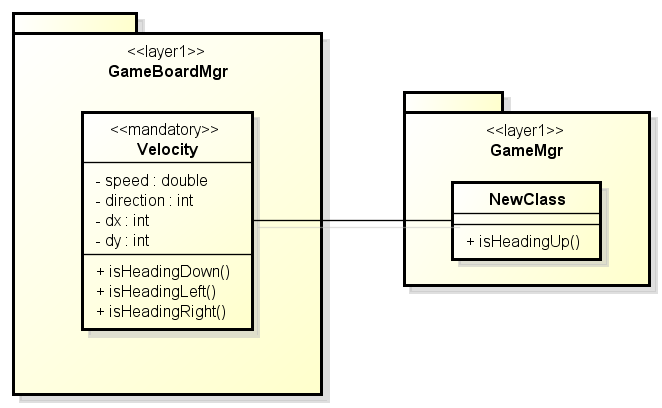 <<layer1>>
GameBoardMgr
<<mandatory>>
Velocity
- speed : double
- direction : int
- dx : int
- dy : int
+ isHeadingDown()
+ isHeadingLeft()
+ isHeadingRight()
<<layer1>>
GameMgr
NewClass
+ isHeadingUp()